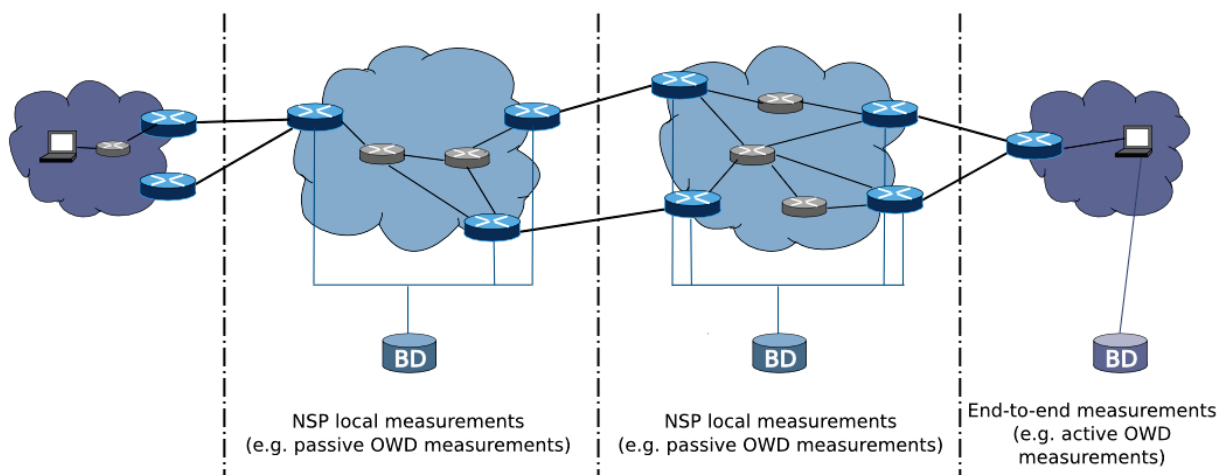 BD
BD
BD
NSP local measurements
(e.g. passive OWD measurements)
NSP local measurements
(e.g. passive OWD measurements)
End-to-end measurements
(e.g. active OWD
measurements)